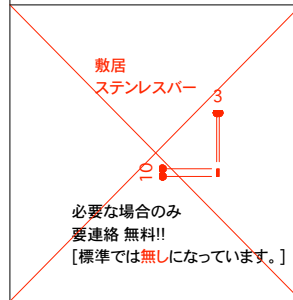 敷居
ステンレスバー
3
10
必要な場合のみ
要連絡 無料!!
[標準では無しになっています。]